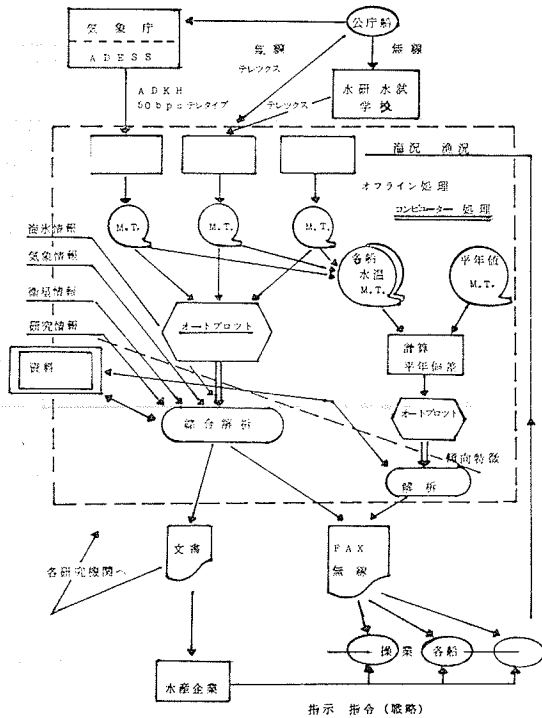 気象庁
ADESS
公庁船
無線
無線
テレックス
ADKH
50bpsテレタイプ
テレックス
水研 水試
学校
海況 漁況
オフライン処理
コンピューター 処理
M.T.
M.T.
M.T.
各船
水温
M.T.
平年値
M.T.
海氷情報
気象情報
衛星情報
研究情報
資料
オートプロット
計算
平年偏差
オートプロット
綜合解析
傾向特徴
解析
文書
FAX
無線
各研究機関へ
操業
各船
水産企業
指示 指令 (戦略)